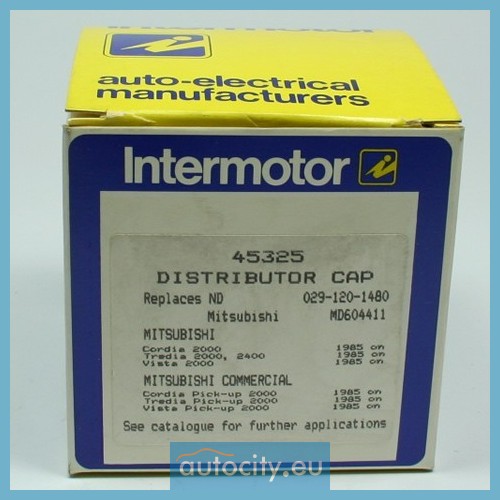 Intermotor
auto-electrical
manufacturers
Intermotor
45325
DISTRIBUTOR CAP
Replaces ND 029-120-1480
Mitsubishi MD604411
MITSUBISHI
Cordia 2000 1985 on
Tredia 2000, 2400 1985 on
Vista 2000 1985 on
MITSUBISHI COMMERCIAL
Cordia Pick-up 2000 1985 on
Tredia Pick-up 2000 1985 on
Vista Pick-up 2000 1985 on
See catalogue for further applications
autocity.eu